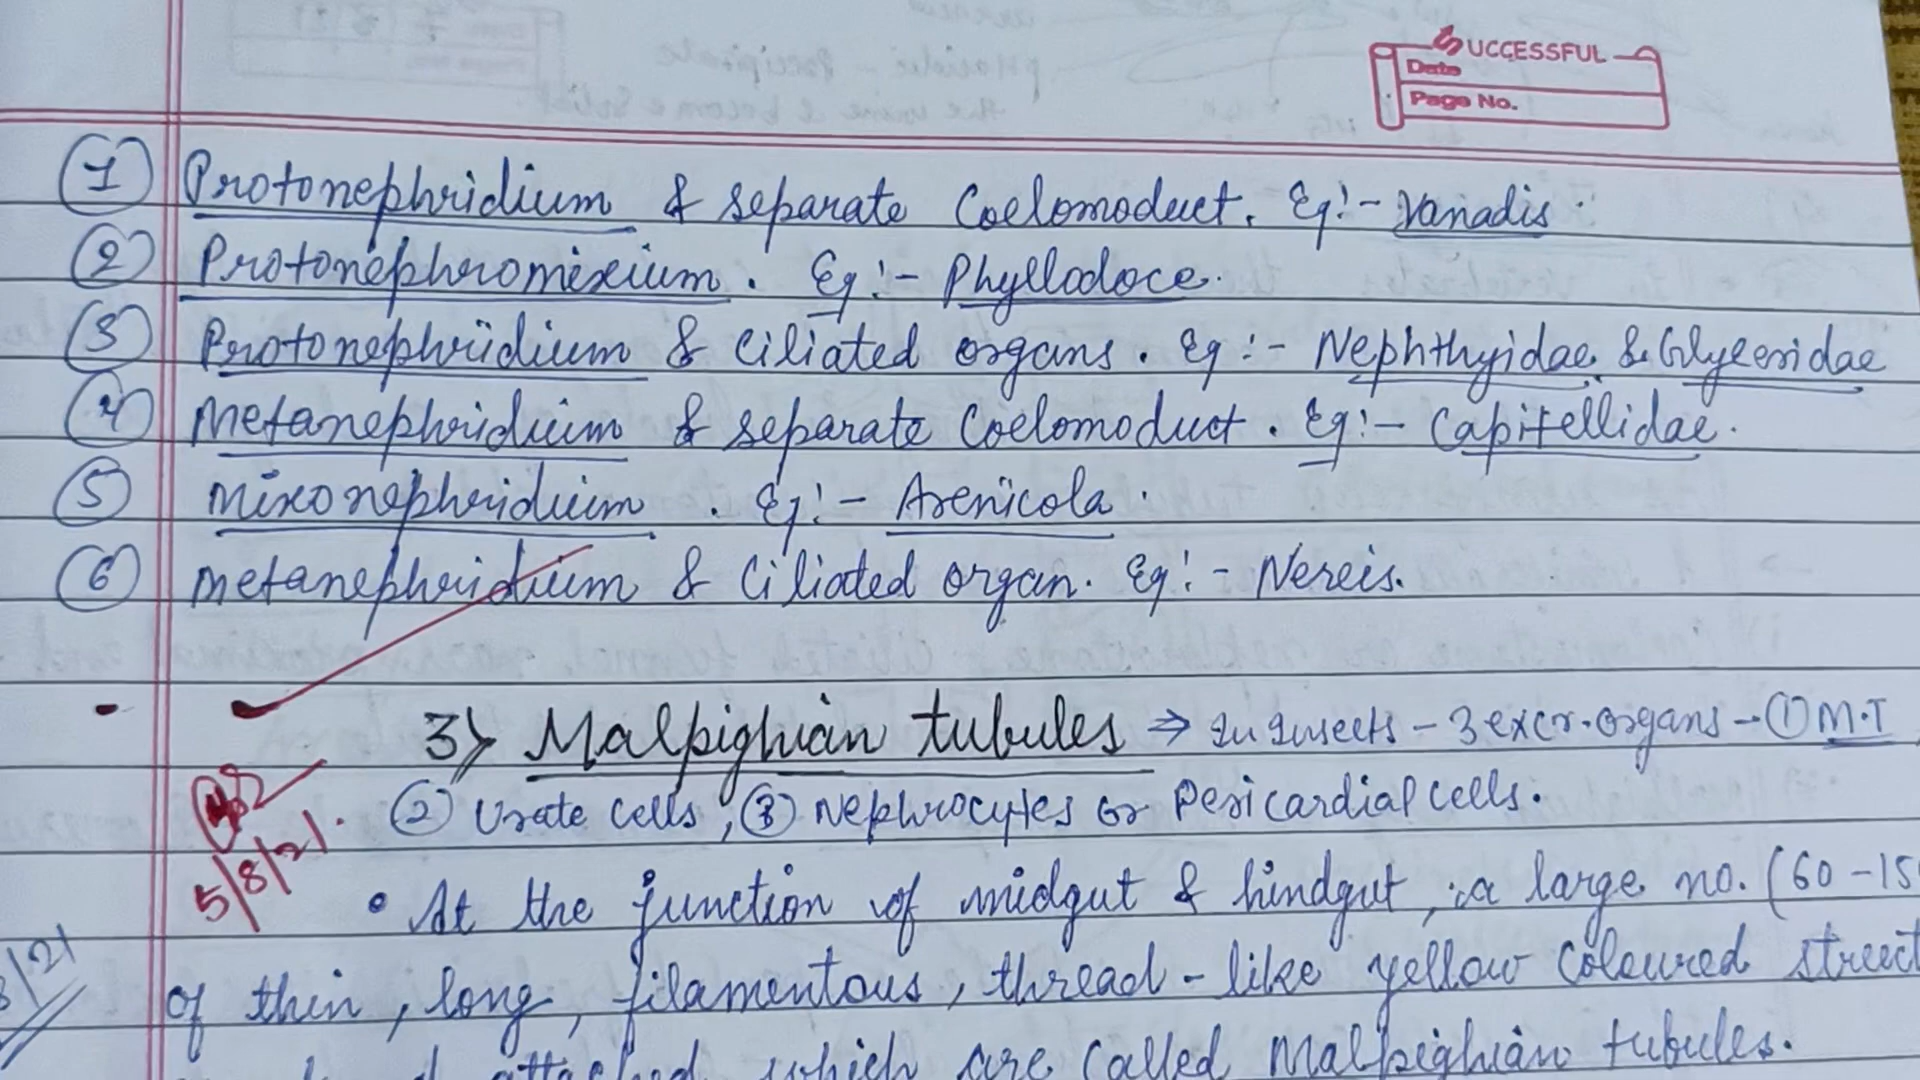 SUCCESSFUL
Date
Page No.
① Protonephridium & separate Coelomoduct. Eg:- Vanadis.
② Protonephromixium. Eg:- Phyllodoce.
③ Protonephridium & Ciliated organs. Eg:- Nephthyidae & Glyceridae
④ Metanephridium & separate Coelomoduct. Eg:- Capitellidae.
⑤ Mixonephridium. Eg:- Arenicola.
⑥ Metanephridium & Ciliated organ. Eg:- Nereis.
3) Malpighian tubules ⇒ In Insects - 3 excr. organs - ① M.T
② Urate cells, ③ Nephrocytes or Pericardial cells.
5/8/21
• At the junction of midgut & hindgut, a large no. (60-15
of thin, long, filamentous, thread-like yellow coloured struct
attached which are called Malpighian tubules.